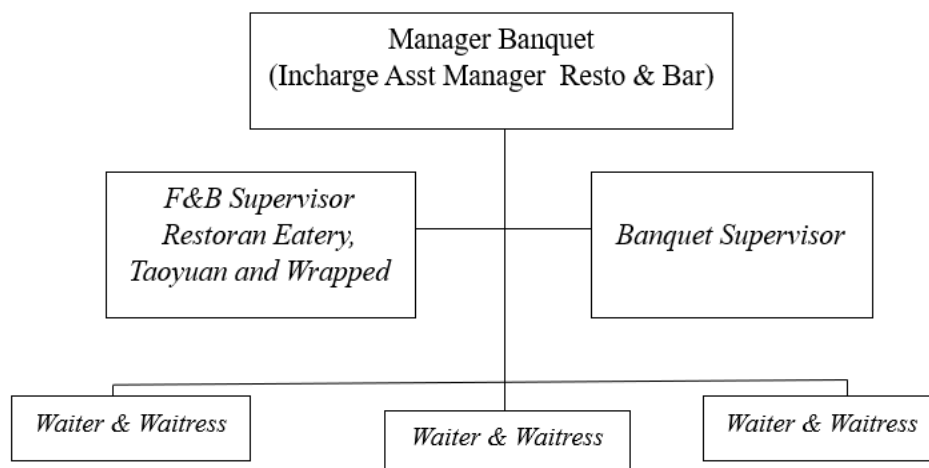 Manager Banquet
(Incharge Asst Manager Resto & Bar)
F&B Supervisor
Restoran Eatery,
Taoyuan and Wrapped
Banquet Supervisor
Waiter & Waitress
Waiter & Waitress
Waiter & Waitress